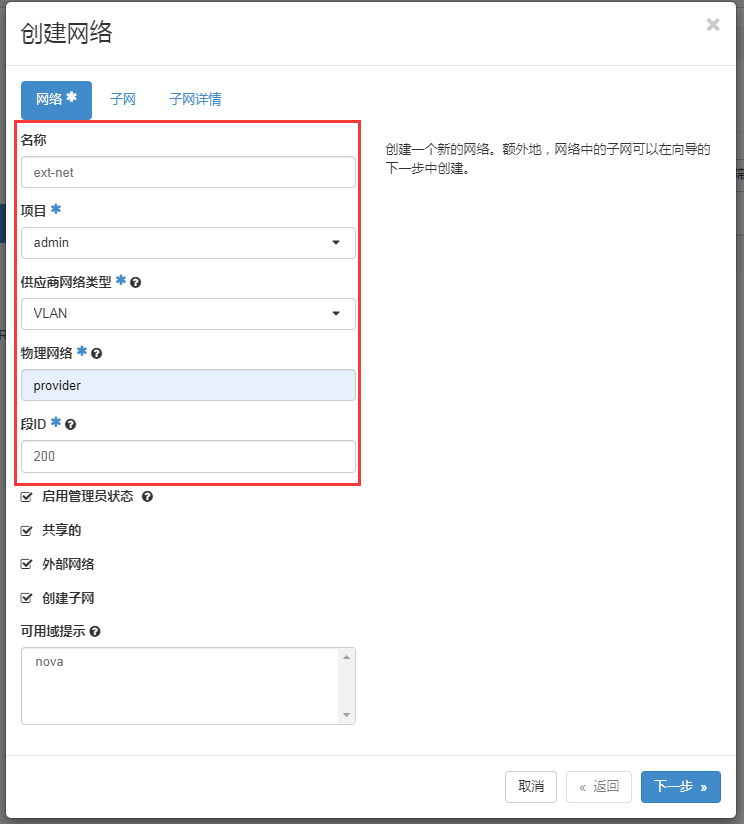 创建网络
网络 子网 子网详情
名称
ext-net
项目
admin
供应商网络类型
VLAN
物理网络
provider
段ID
200
启用管理员状态
共享的
外部网络
创建子网
可用域提示
nova
创建一个新的网络。额外地，网络中的子网可以在向导的
下一步中创建。
取消 « 返回 下一步 »